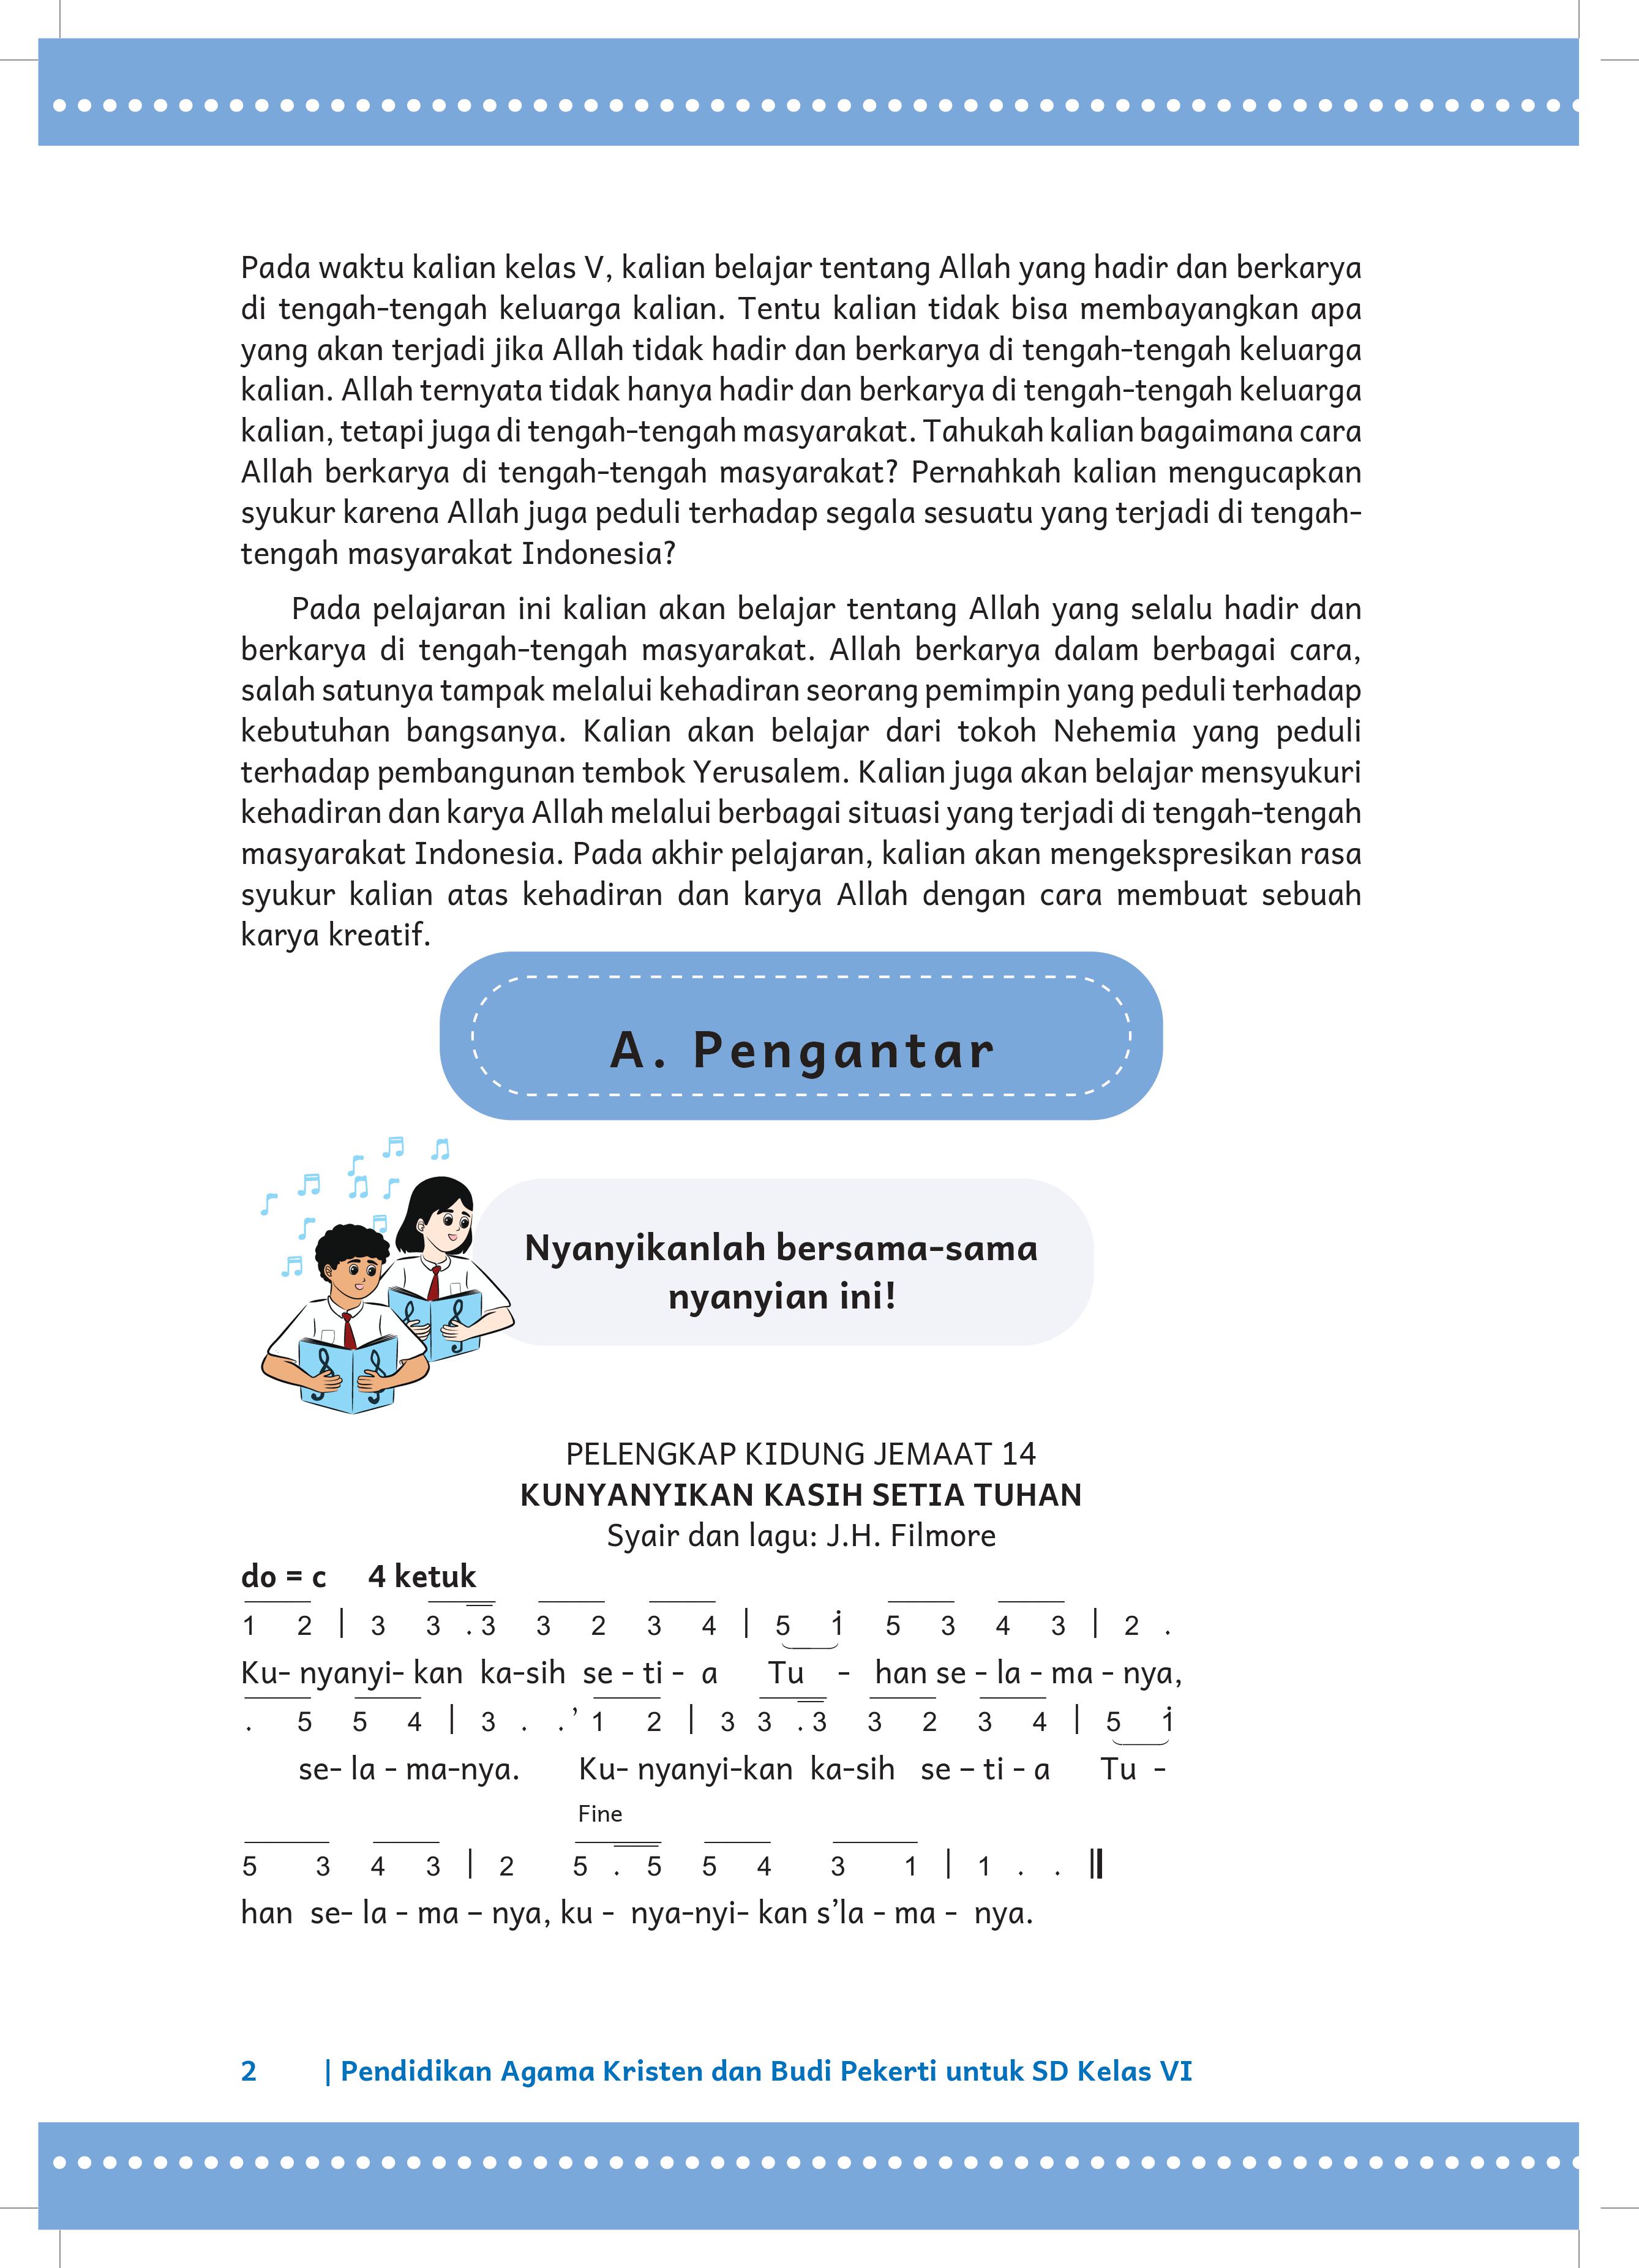 Pada waktu kalian kelas V, kalian belajar tentang Allah yang hadir dan berkarya
di tengah-tengah keluarga kalian. Tentu kalian tidak bisa membayangkan apa
yang akan terjadi jika Allah tidak hadir dan berkarya di tengah-tengah keluarga
kalian. Allah ternyata tidak hanya hadir dan berkarya di tengah-tengah keluarga
kalian, tetapi juga di tengah-tengah masyarakat. Tahukah kalian bagaimana cara
Allah berkarya di tengah-tengah masyarakat? Pernahkah kalian mengucapkan
syukur karena Allah juga peduli terhadap segala sesuatu yang terjadi di tengah-
tengah masyarakat Indonesia?
Pada pelajaran ini kalian akan belajar tentang Allah yang selalu hadir dan
berkarya di tengah-tengah masyarakat. Allah berkarya dalam berbagai cara,
salah satunya tampak melalui kehadiran seorang pemimpin yang peduli terhadap
kebutuhan bangsanya. Kalian akan belajar dari tokoh Nehemia yang peduli
terhadap pembangunan tembok Yerusalem. Kalian juga akan belajar mensyukuri
kehadiran dan karya Allah melalui berbagai situasi yang terjadi di tengah-tengah
masyarakat Indonesia. Pada akhir pelajaran, kalian akan mengekspresikan rasa
syukur kalian atas kehadiran dan karya Allah dengan cara membuat sebuah
karya kreatif.
A. Pengantar
Nyanyikanlah bersama-sama
nyanyian ini!
PELENGKAP KIDUNG JEMAAT 14
KUNYANYIKAN KASIH SETIA TUHAN
Syair dan lagu: J.H. Filmore
do = c 4 ketuk
1 2 | 3 3 . 3 3 2 3 4 | 5 1̇ 5 3 4 3 | 2 .
Ku- nyanyi- kan ka-sih se - ti - a Tu - han se - la - ma - nya,
. 5 5 4 | 3 . . ’ 1 2 | 3 3 . 3 3 2 3 4 | 5 1̇
se- la - ma-nya. Ku- nyanyi-kan ka-sih se – ti - a Tu -
Fine
5 3 4 3 | 2 5 . 5 5 4 3 1 | 1 . . ||
han se- la - ma – nya, ku - nya-nyi- kan s’la - ma - nya.
2 | Pendidikan Agama Kristen dan Budi Pekerti untuk SD Kelas VI